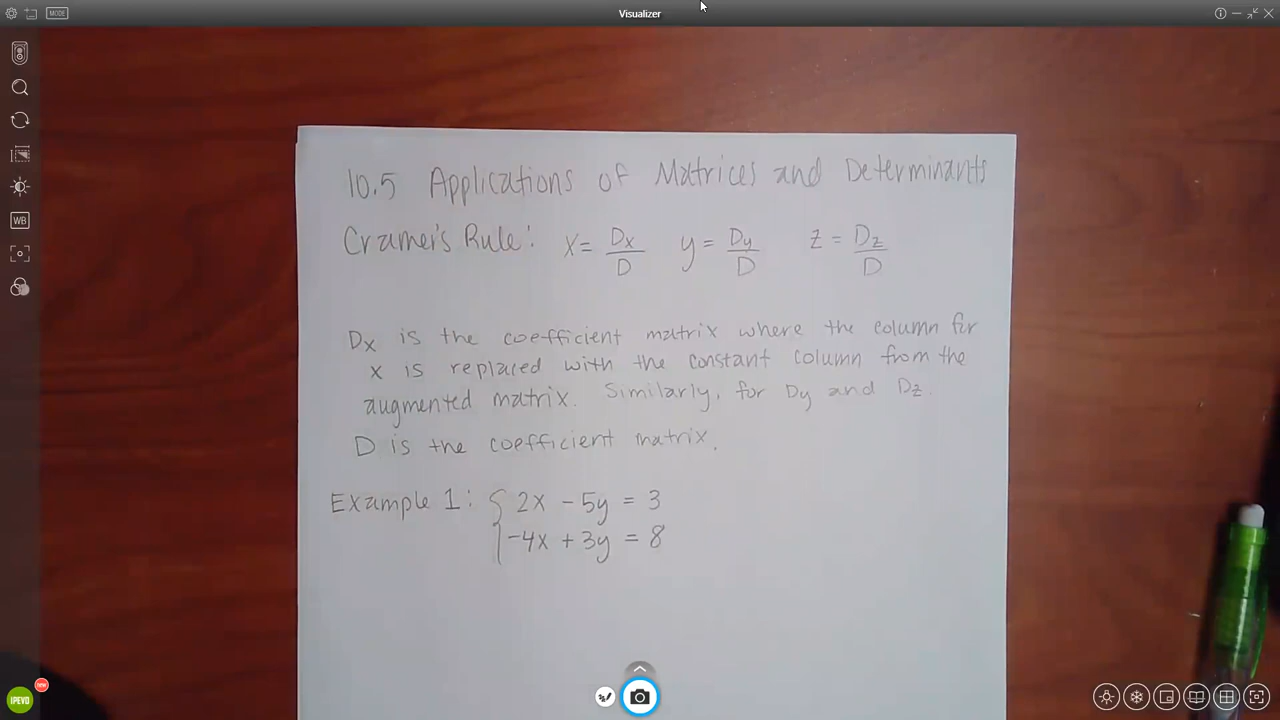 MODE
Visualizer
WB
10.5 Applications of Matrices and Determinants
Cramer's Rule: x = Dx/D y = Dy/D z = Dz/D
Dx is the coefficient matrix where the column for
x is replaced with the constant column from the
augmented matrix. Similarly, for Dy and Dz.
D is the coefficient matrix.
Example 1: { 2x - 5y = 3
-4x + 3y = 8
IPEVO
new